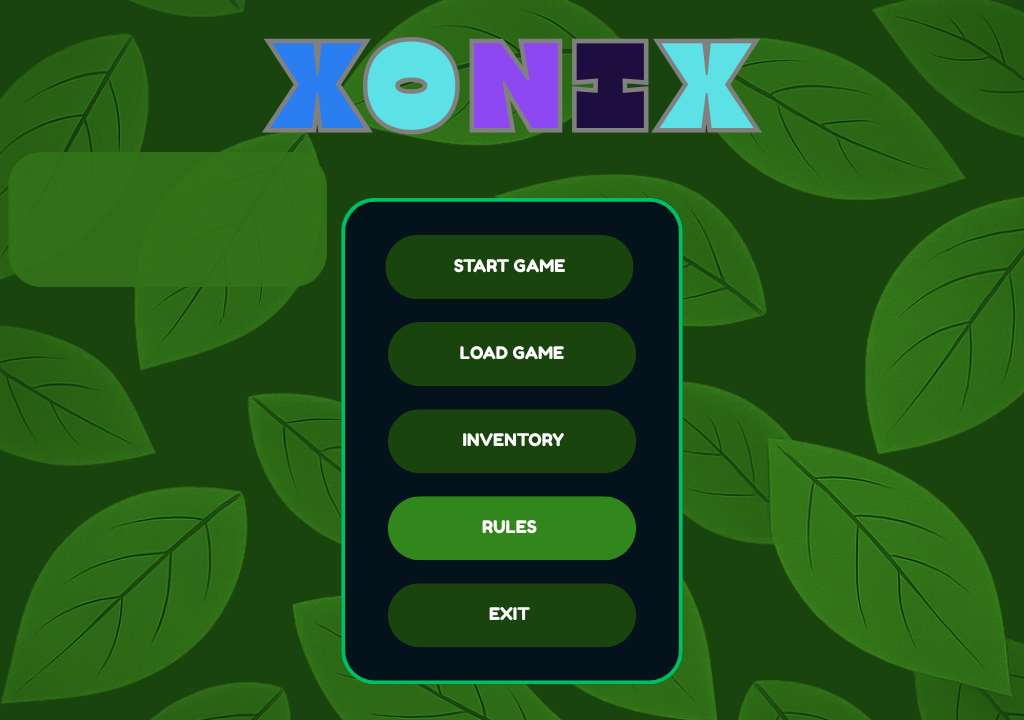 XONIX
START GAME
LOAD GAME
INVENTORY
RULES
EXIT